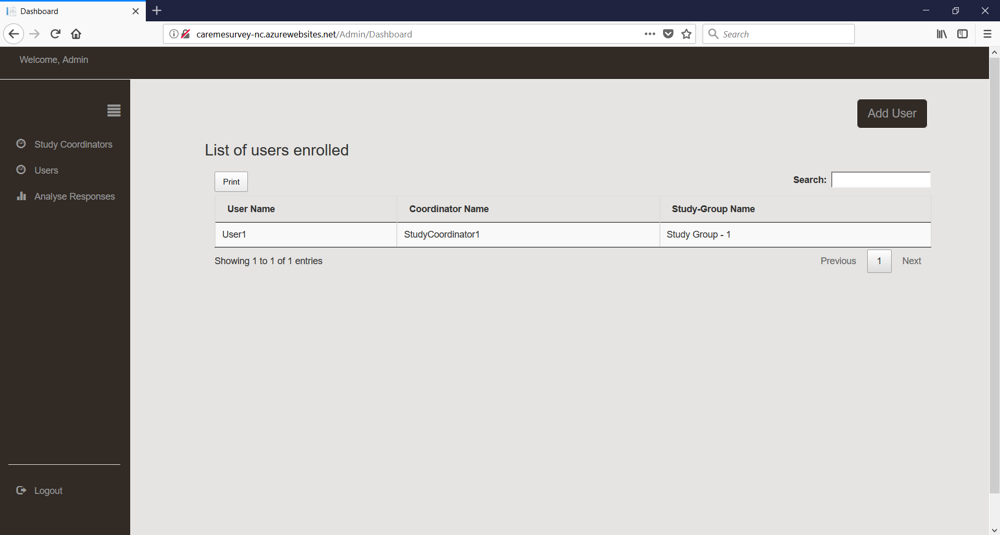 Dashboard
caremesurvey-nc.azurewebsites.net/Admin/Dashboard
Search
Welcome, Admin
Add User
Study Coordinators
Users
Analyse Responses
List of users enrolled
Print
Search:
User Name Coordinator Name Study-Group Name
User1 StudyCoordinator1 Study Group - 1
Showing 1 to 1 of 1 entries
Previous 1 Next
Logout